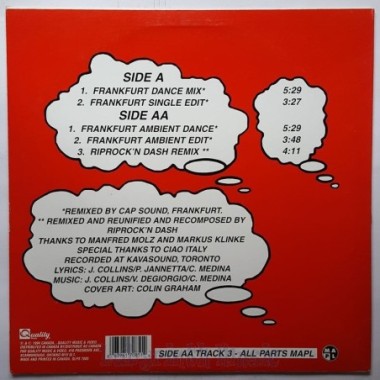 SIDE A
1. FRANKFURT DANCE MIX* 5:29
2. FRANKFURT SINGLE EDIT* 3:27
SIDE AA
1. FRANKFURT AMBIENT DANCE* 5:29
2. FRANKFURT AMBIENT EDIT* 3:48
3. RIPROCK'N DASH REMIX ** 4:11
*REMIXED BY CAP SOUND, FRANKFURT.
** REMIXED AND REUNIFIED AND RECOMPOSED BY
RIPROCK'N DASH
THANKS TO MANFRED MOLZ AND MARKUS KLINKE
SPECIAL THANKS TO CIAO ITALY
RECORDED AT KAVASOUND, TORONTO
LYRICS: J. COLLINS/P. JANNETTA/C. MEDINA
MUSIC: J. COLLINS/V. DEGIORGIO/C. MEDINA
COVER ART: COLIN GRAHAM
Quality
SIDE AA TRACK 3 - ALL PARTS MAPL